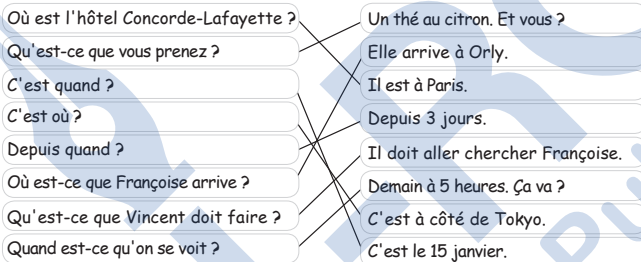 Où est l'hôtel Concorde-Lafayette ?
Un thé au citron. Et vous ?
Qu'est-ce que vous prenez ?
Elle arrive à Orly.
C'est quand ?
Il est à Paris.
C'est où ?
Depuis 3 jours.
Depuis quand ?
Il doit aller chercher Françoise.
Où est-ce que Françoise arrive ?
Demain à 5 heures. Ça va ?
Qu'est-ce que Vincent doit faire ?
C'est à côté de Tokyo.
Quand est-ce qu'on se voit ?
C'est le 15 janvier.